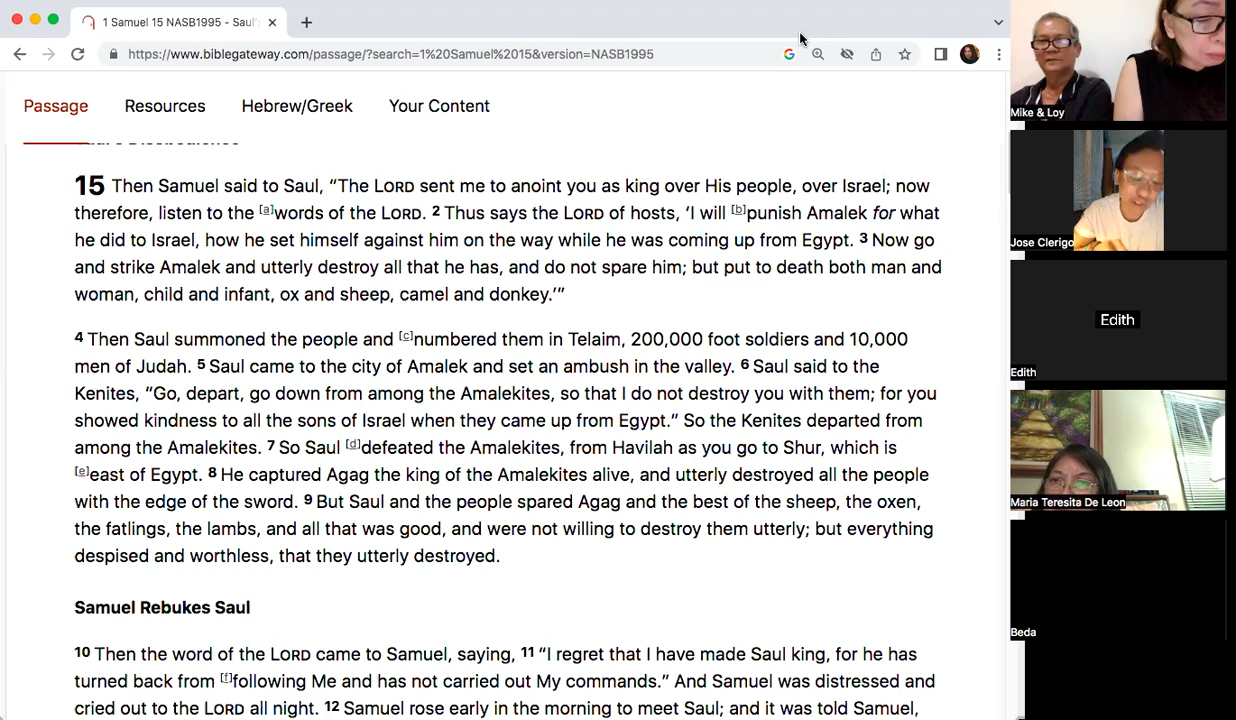 1 Samuel 15 NASB1995 - Saul'
https://www.biblegateway.com/passage/?search=1%20Samuel%2015&version=NASB1995
Passage Resources Hebrew/Greek Your Content
15 Then Samuel said to Saul, “The LORD sent me to anoint you as king over His people, over Israel; now
therefore, listen to the [a]words of the LORD. 2 Thus says the LORD of hosts, ‘I will [b]punish Amalek for what
he did to Israel, how he set himself against him on the way while he was coming up from Egypt. 3 Now go
and strike Amalek and utterly destroy all that he has, and do not spare him; but put to death both man and
woman, child and infant, ox and sheep, camel and donkey.’”
4 Then Saul summoned the people and [c]numbered them in Telaim, 200,000 foot soldiers and 10,000
men of Judah. 5 Saul came to the city of Amalek and set an ambush in the valley. 6 Saul said to the
Kenites, “Go, depart, go down from among the Amalekites, so that I do not destroy you with them; for you
showed kindness to all the sons of Israel when they came up from Egypt.” So the Kenites departed from
among the Amalekites. 7 So Saul [d]defeated the Amalekites, from Havilah as you go to Shur, which is
[e]east of Egypt. 8 He captured Agag the king of the Amalekites alive, and utterly destroyed all the people
with the edge of the sword. 9 But Saul and the people spared Agag and the best of the sheep, the oxen,
the fatlings, the lambs, and all that was good, and were not willing to destroy them utterly; but everything
despised and worthless, that they utterly destroyed.
Samuel Rebukes Saul
10 Then the word of the LORD came to Samuel, saying, 11 “I regret that I have made Saul king, for he has
turned back from [f]following Me and has not carried out My commands.” And Samuel was distressed and
cried out to the LORD all night. 12 Samuel rose early in the morning to meet Saul; and it was told Samuel,
Mike & Loy
Jose Clerigo
Edith
Edith
Maria Teresita De Leon
Beda